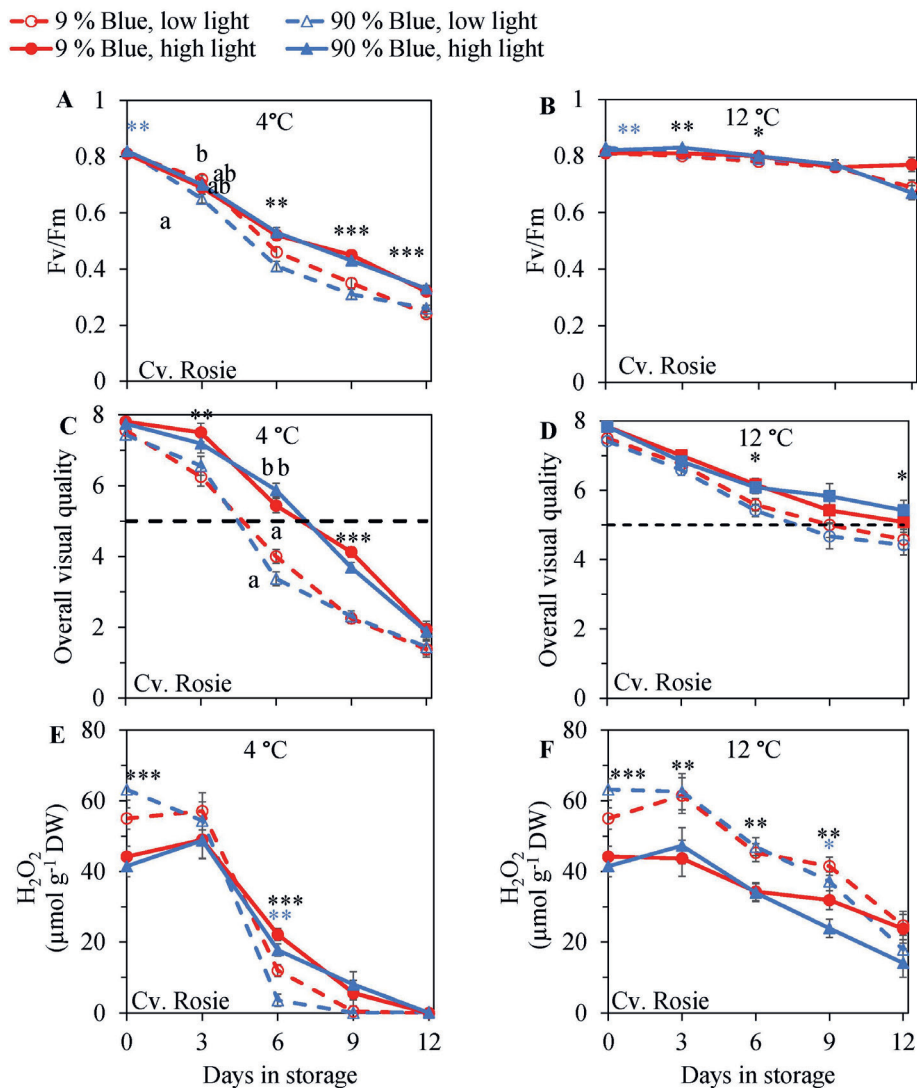 9 % Blue, low light 90 % Blue, low light
9 % Blue, high light 90 % Blue, high light
A 4°C
1
**
0.8
b
ab
ab
a
**
***
***
0.6
0.4
0.2
0
Fv/Fm
Cv. Rosie
B 12 °C
1
** ** *
0.8
0.6
0.4
0.2
0
Fv/Fm
Cv. Rosie
C 4 °C
8
**
b b
6
a
***
a
4
2
0
Overall visual quality
Cv. Rosie
D 12 °C
8
*
*
6
4
2
0
Overall visual quality
Cv. Rosie
E 4 °C
80
***
60
40
***
**
20
0
H₂O₂
(µmol g⁻¹ DW)
Cv. Rosie
0 3 6 9 12
Days in storage
F 12 °C
80
*** **
60
** **
*
40
20
0
H₂O₂
(µmol g⁻¹ DW)
Cv. Rosie
0 3 6 9 12
Days in storage